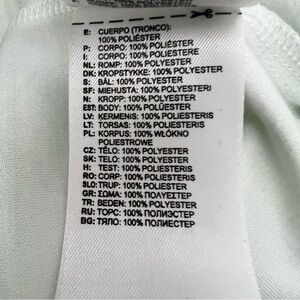 E: CUERPO (TRONCO):
100% POLIÉSTER
P: CORPO: 100% POLIÉSTER
I: CORPO: 100% POLIESTERE
NL: ROMP: 100% POLYESTER
DK: KROPSTYKKE: 100% POLYESTER
S: BÅL: 100% POLYESTER
SF: MIEHUSTA: 100% POLYESTERI
N: KROPP: 100% POLYESTER
EST: BODY: 100% POLÜESTER
LV: ĶERMENIS: 100% POLIESTERIS
LT: TORSAS: 100% POLIESTERIS
PL: KORPUS: 100% WŁÓKNO
POLIESTROWE
CZ: TĚLO: 100% POLYESTER
SK: TELO: 100% POLYESTER
H: TEST: 100% POLIÉSZTER
RO: CORP: 100% POLIESTER
SLO: TRUP: 100% POLIESTER
GR: ΣΩΜΑ: 100% ΠΟΛΥΕΣΤΕΡ
TR: BEDEN: 100% POLYESTER
RU: ТОРС: 100% ПОЛИЭСТЕР
BG: ТЯЛО: 100% ПОЛИЕСТЕР